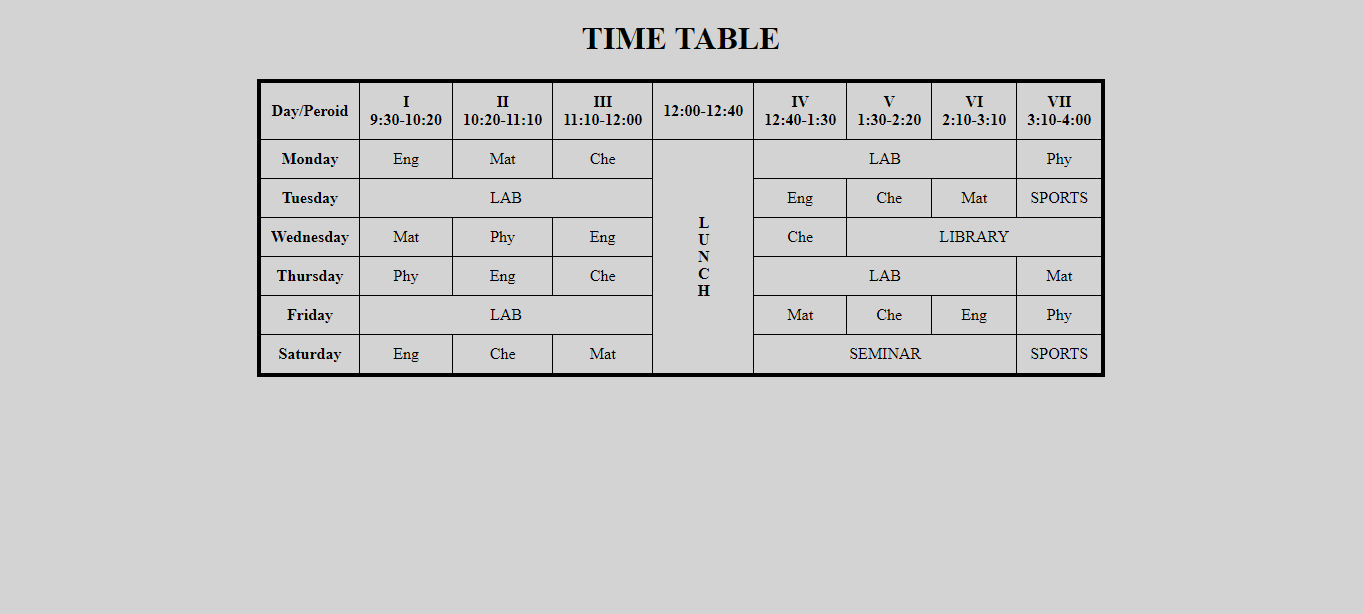 TIME TABLE
Day/Peroid I 9:30-10:20 II 10:20-11:10 III 11:10-12:00 12:00-12:40 IV 12:40-1:30 V 1:30-2:20 VI 2:10-3:10 VII 3:10-4:00
Monday Eng Mat Che LAB Phy
Tuesday LAB Eng Che Mat SPORTS
L
U
N
C
H
Wednesday Mat Phy Eng Che LIBRARY
Thursday Phy Eng Che LAB Mat
Friday LAB Mat Che Eng Phy
Saturday Eng Che Mat SEMINAR SPORTS